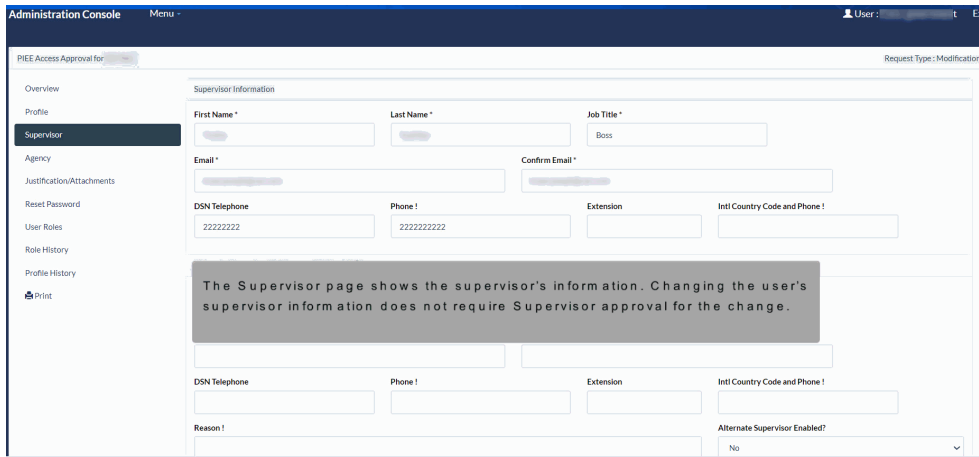 Administration Console Menu User :
PIEE Access Approval for Request Type : Modification
Overview
Profile
Supervisor
Agency
Justification/Attachments
Reset Password
User Roles
Role History
Profile History
Print
Supervisor Information
First Name * Last Name * Job Title *
Boss
Email * Confirm Email *
DSN Telephone Phone ! Extension Intl Country Code and Phone !
22222222 2222222222
The Supervisor page shows the supervisor's information. Changing the user's
supervisor information does not require Supervisor approval for the change.
DSN Telephone Phone ! Extension Intl Country Code and Phone !
Reason ! Alternate Supervisor Enabled?
No